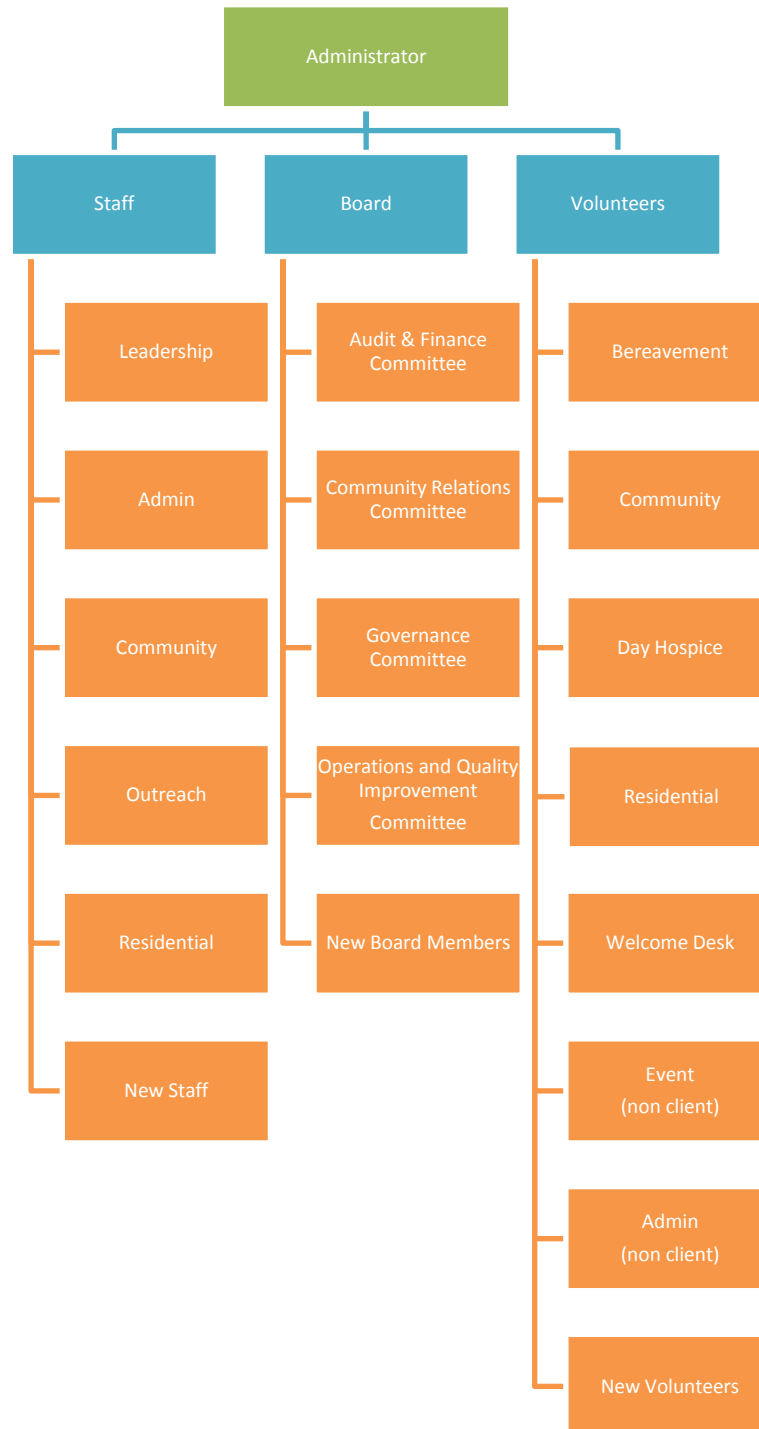 Administrator
Staff
Board
Volunteers
Leadership
Admin
Community
Outreach
Residential
New Staff
Audit & Finance
Committee
Community Relations
Committee
Governance
Committee
Operations and Quality
Improvement
Committee
New Board Members
Bereavement
Community
Day Hospice
Residential
Welcome Desk
Event
(non client)
Admin
(non client)
New Volunteers